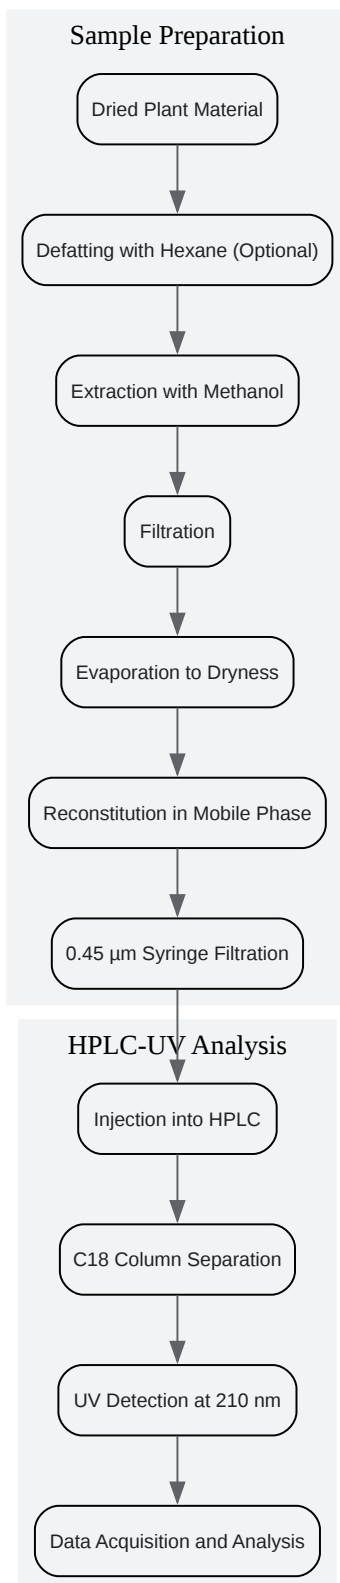 Sample Preparation
Dried Plant Material
Defatting with Hexane (Optional)
Extraction with Methanol
Filtration
Evaporation to Dryness
Reconstitution in Mobile Phase
0.45 µm Syringe Filtration
HPLC-UV Analysis
Injection into HPLC
C18 Column Separation
UV Detection at 210 nm
Data Acquisition and Analysis